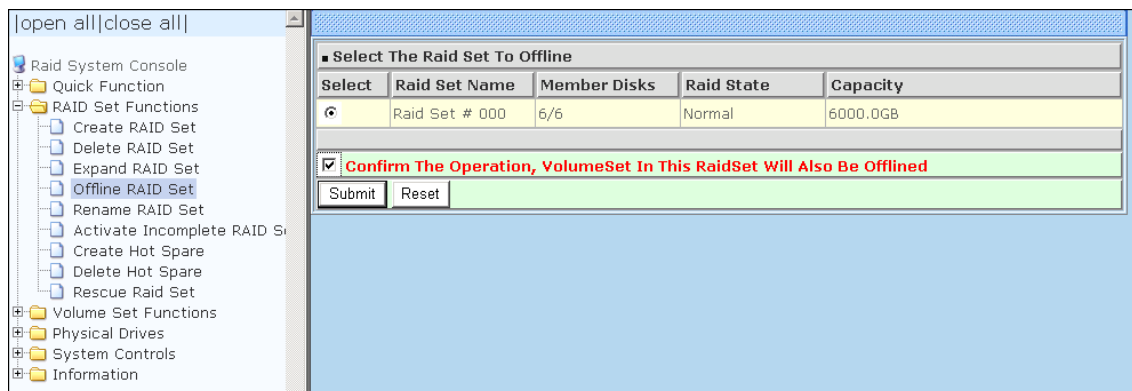 |open all|close all|
Raid System Console
Quick Function
RAID Set Functions
Create RAID Set
Delete RAID Set
Expand RAID Set
Offline RAID Set
Rename RAID Set
Activate Incomplete RAID
Create Hot Spare
Delete Hot Spare
Rescue Raid Set
Volume Set Functions
Physical Drives
System Controls
Information
Select The Raid Set To Offline
Select Raid Set Name Member Disks Raid State Capacity
Raid Set # 000 6/6 Normal 6000.0GB
Confirm The Operation, VolumeSet In This RaidSet Will Also Be Offlined
Submit Reset